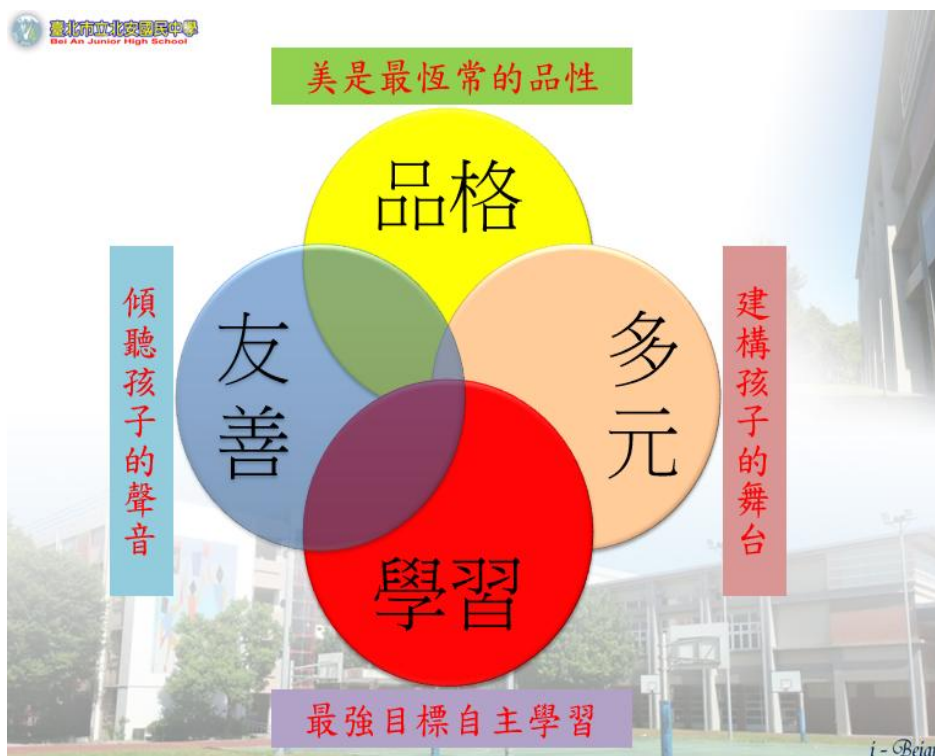 臺北市立北安國民中學
Bei An Junior High School
美是最恆常的品性
品格
傾聽孩子的聲音
友善
多元
建構孩子的舞台
學習
最強目標自主學習